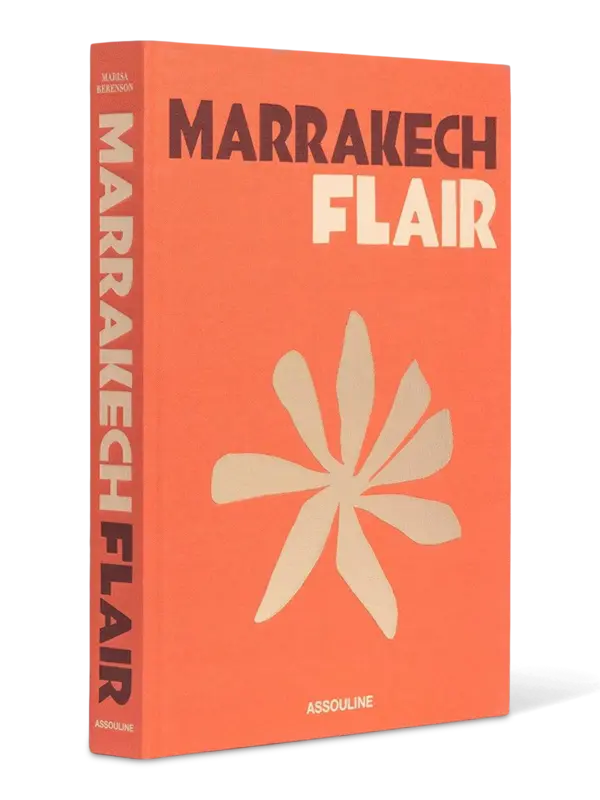 MARISA
BERENSON
MARRAKECH FLAIR
ASSOULINE
MARRAKECH
FLAIR
ASSOULINE